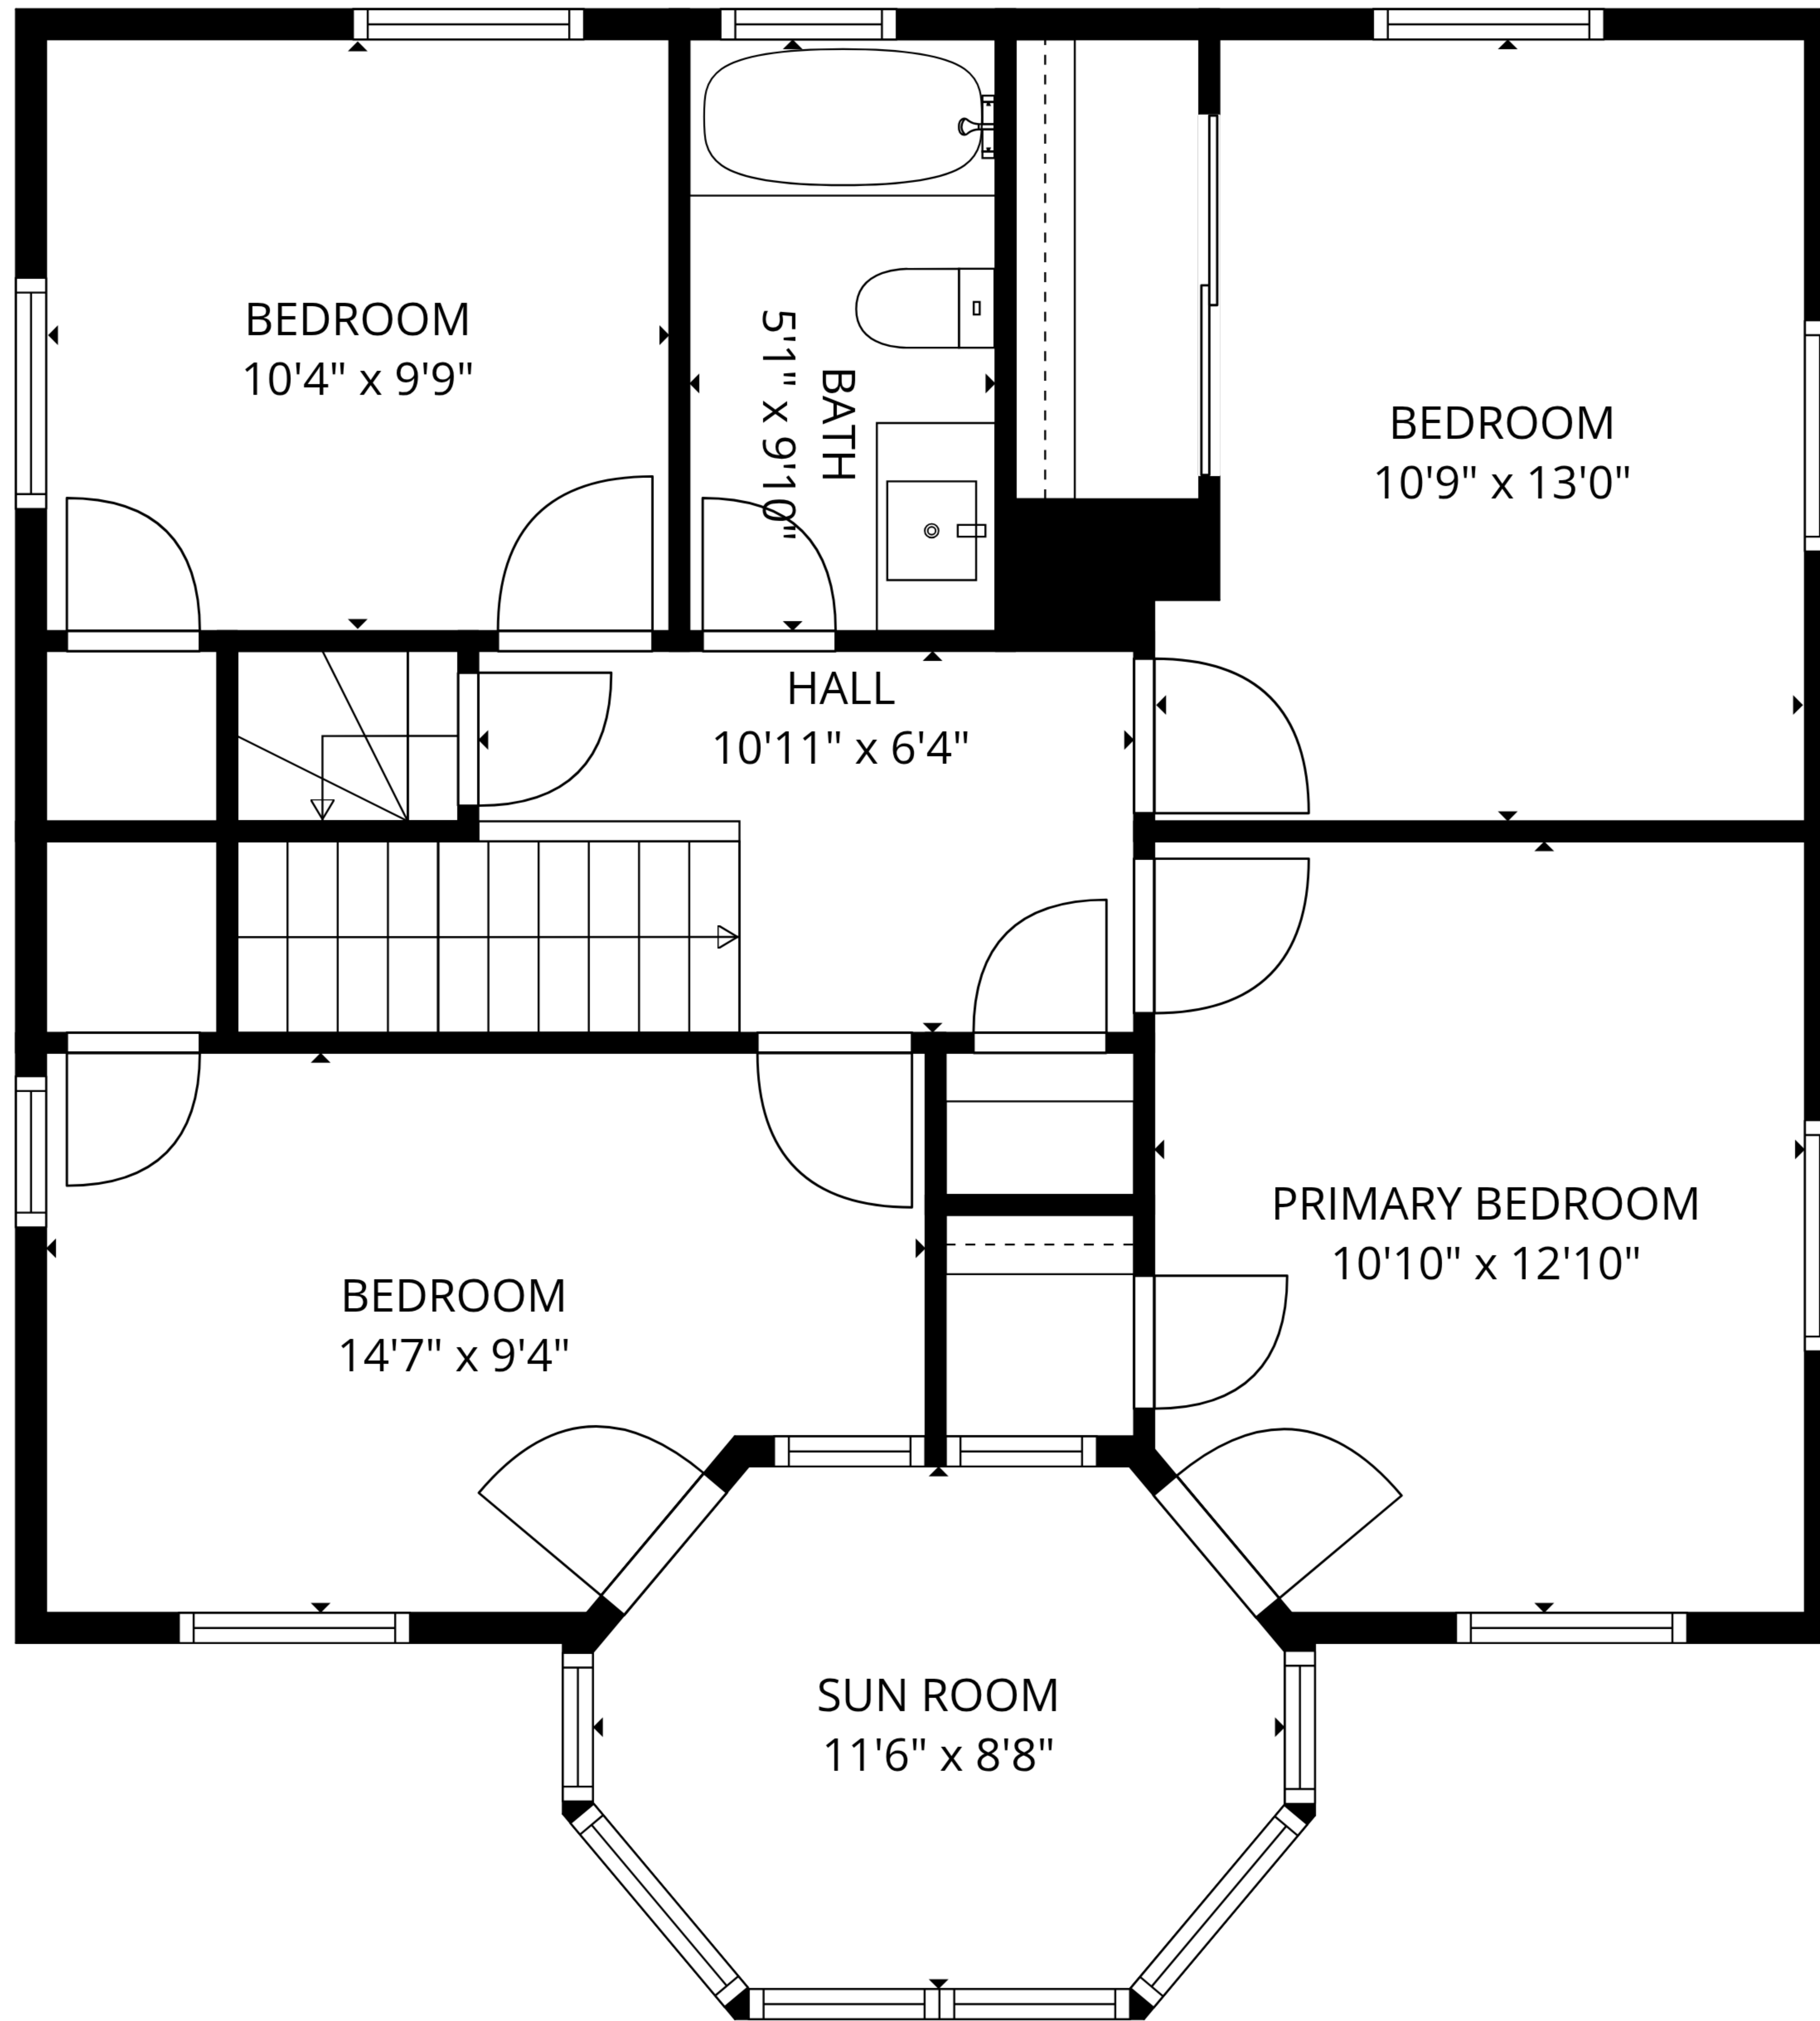 BEDROOM
10'4" x 9'9"
BATH
5'1" x 9'10"
BEDROOM
10'9" x 13'0"
HALL
10'11" x 6'4"
PRIMARY BEDROOM
10'10" x 12'10"
BEDROOM
14'7" x 9'4"
SUN ROOM
11'6" x 8'8"